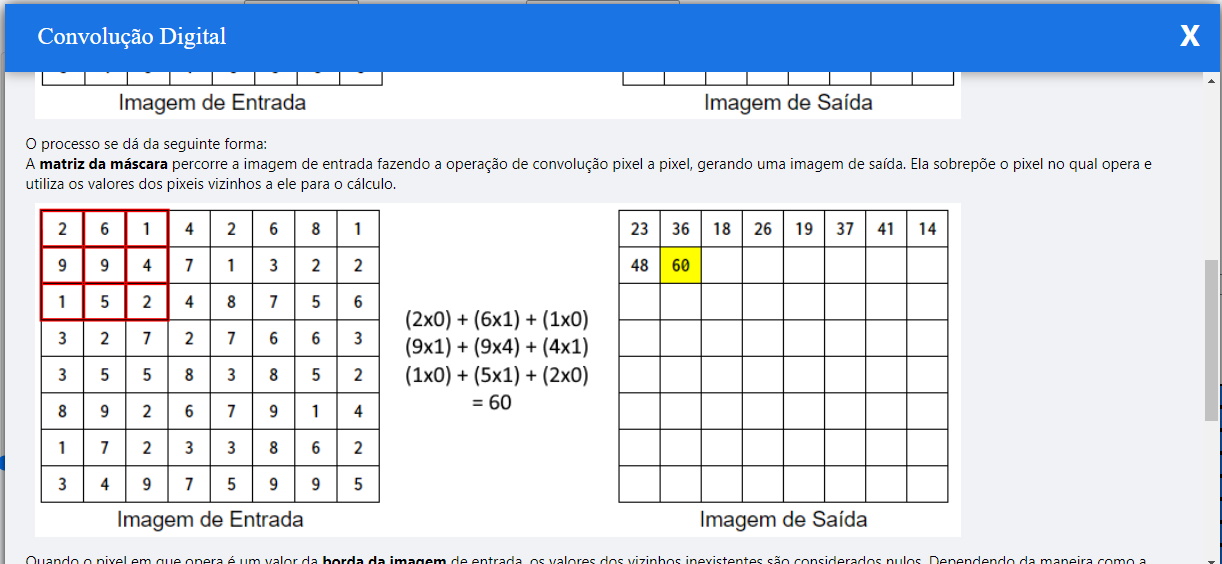 Convolução Digital
X
Imagem de Entrada Imagem de Saída
O processo se dá da seguinte forma:
A matriz da máscara percorre a imagem de entrada fazendo a operação de convolução pixel a pixel, gerando uma imagem de saída. Ela sobrepõe o pixel no qual opera e
utiliza os valores dos pixeis vizinhos a ele para o cálculo.
2 6 1 4 2 6 8 1
9 9 4 7 1 3 2 2
1 5 2 4 8 7 5 6
3 2 7 2 7 6 6 3
3 5 5 8 3 8 5 2
8 9 2 6 7 9 1 4
1 7 2 3 3 8 6 2
3 4 9 7 5 9 9 5
Imagem de Entrada
(2x0) + (6x1) + (1x0)
(9x1) + (9x4) + (4x1)
(1x0) + (5x1) + (2x0)
= 60
23 36 18 26 19 37 41 14
48 60
Imagem de Saída
Quando o pixel em que opera é um valor da borda da imagem de entrada, os valores dos vizinhos inexistentes são considerados nulos. Dependendo da maneira como a